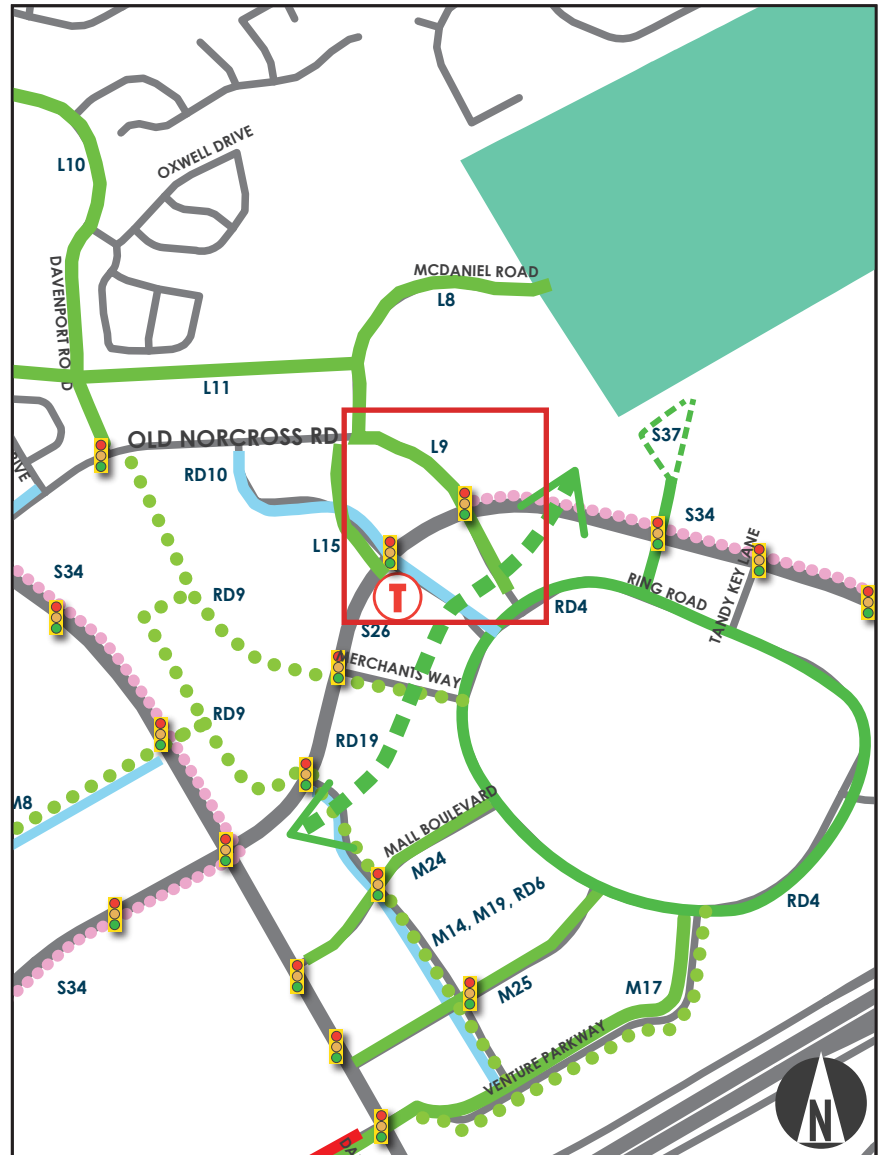 OXWELL DRIVE
L10
DAVENPORT ROAD
MCDANIEL ROAD
L8
L11
OLD NORCROSS RD
L9
S37
RD10
S34
RIVE
L15
TANDY KEY LANE
RING ROAD
S34
RD9
T
RD4
S26
MERCHANTS WAY
RD9
RD19
M8
MALL BOULEVARD
M24
M14, M19, RD6
RD4
S34
M25
M17
VENTURE PARKWAY
DA
N